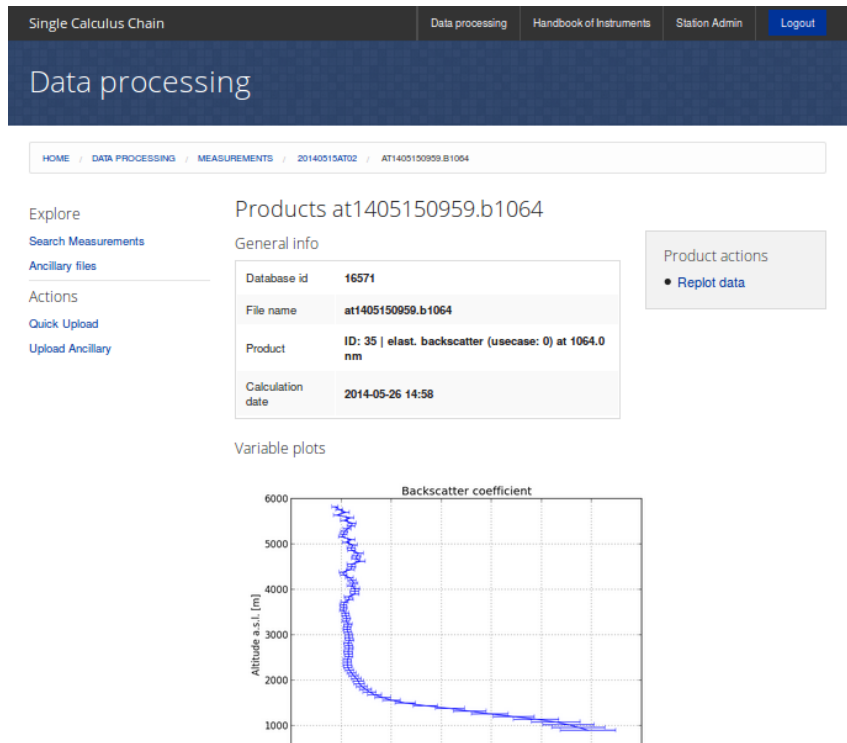 Single Calculus Chain
Data processing
Handbook of Instruments
Station Admin
Logout
Data processing
HOME / DATA PROCESSING / MEASUREMENTS / 20140515AT02 / AT1405150959.B1064
Explore
Search Measurements
Ancillary files
Actions
Quick Upload
Upload Ancillary
Products at1405150959.b1064
General info
Database id 16571
File name at1405150959.b1064
Product ID: 35 | elast. backscatter (usecase: 0) at 1064.0
nm
Calculation
date 2014-05-26 14:58
Product actions
Replot data
Variable plots
Backscatter coefficient
6000
5000
4000
3000
2000
1000
Altitude a.s.l. [m]